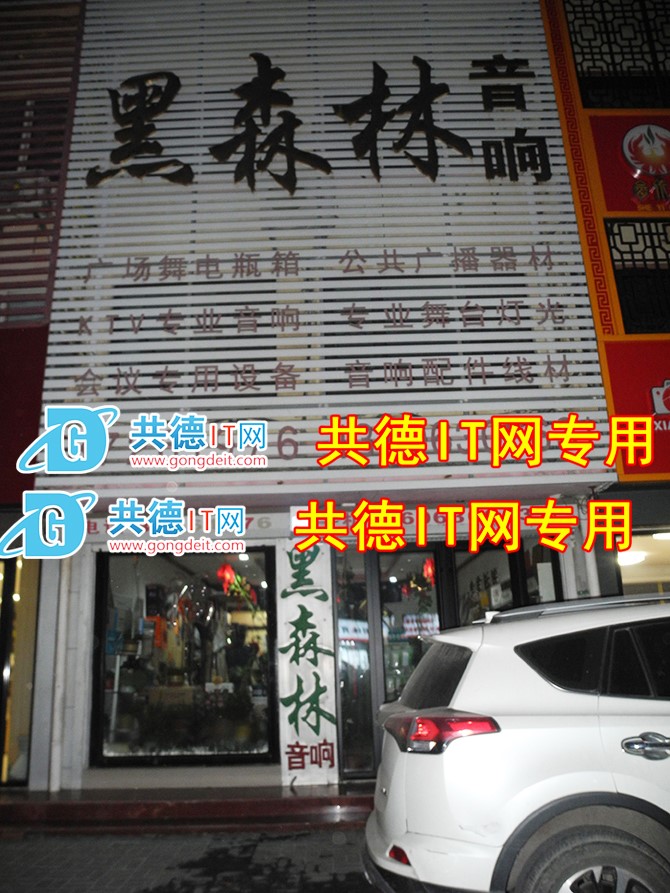 黑森林音响
广场舞电瓶箱 公共广播器材
KTV专业音响 专业舞台灯光
会议专用设备 音响配件线材
共德IT网
www.gongdeit.com
共德IT网专用
共德IT网
www.gongdeit.com
共德IT网专用
黑森林
音响